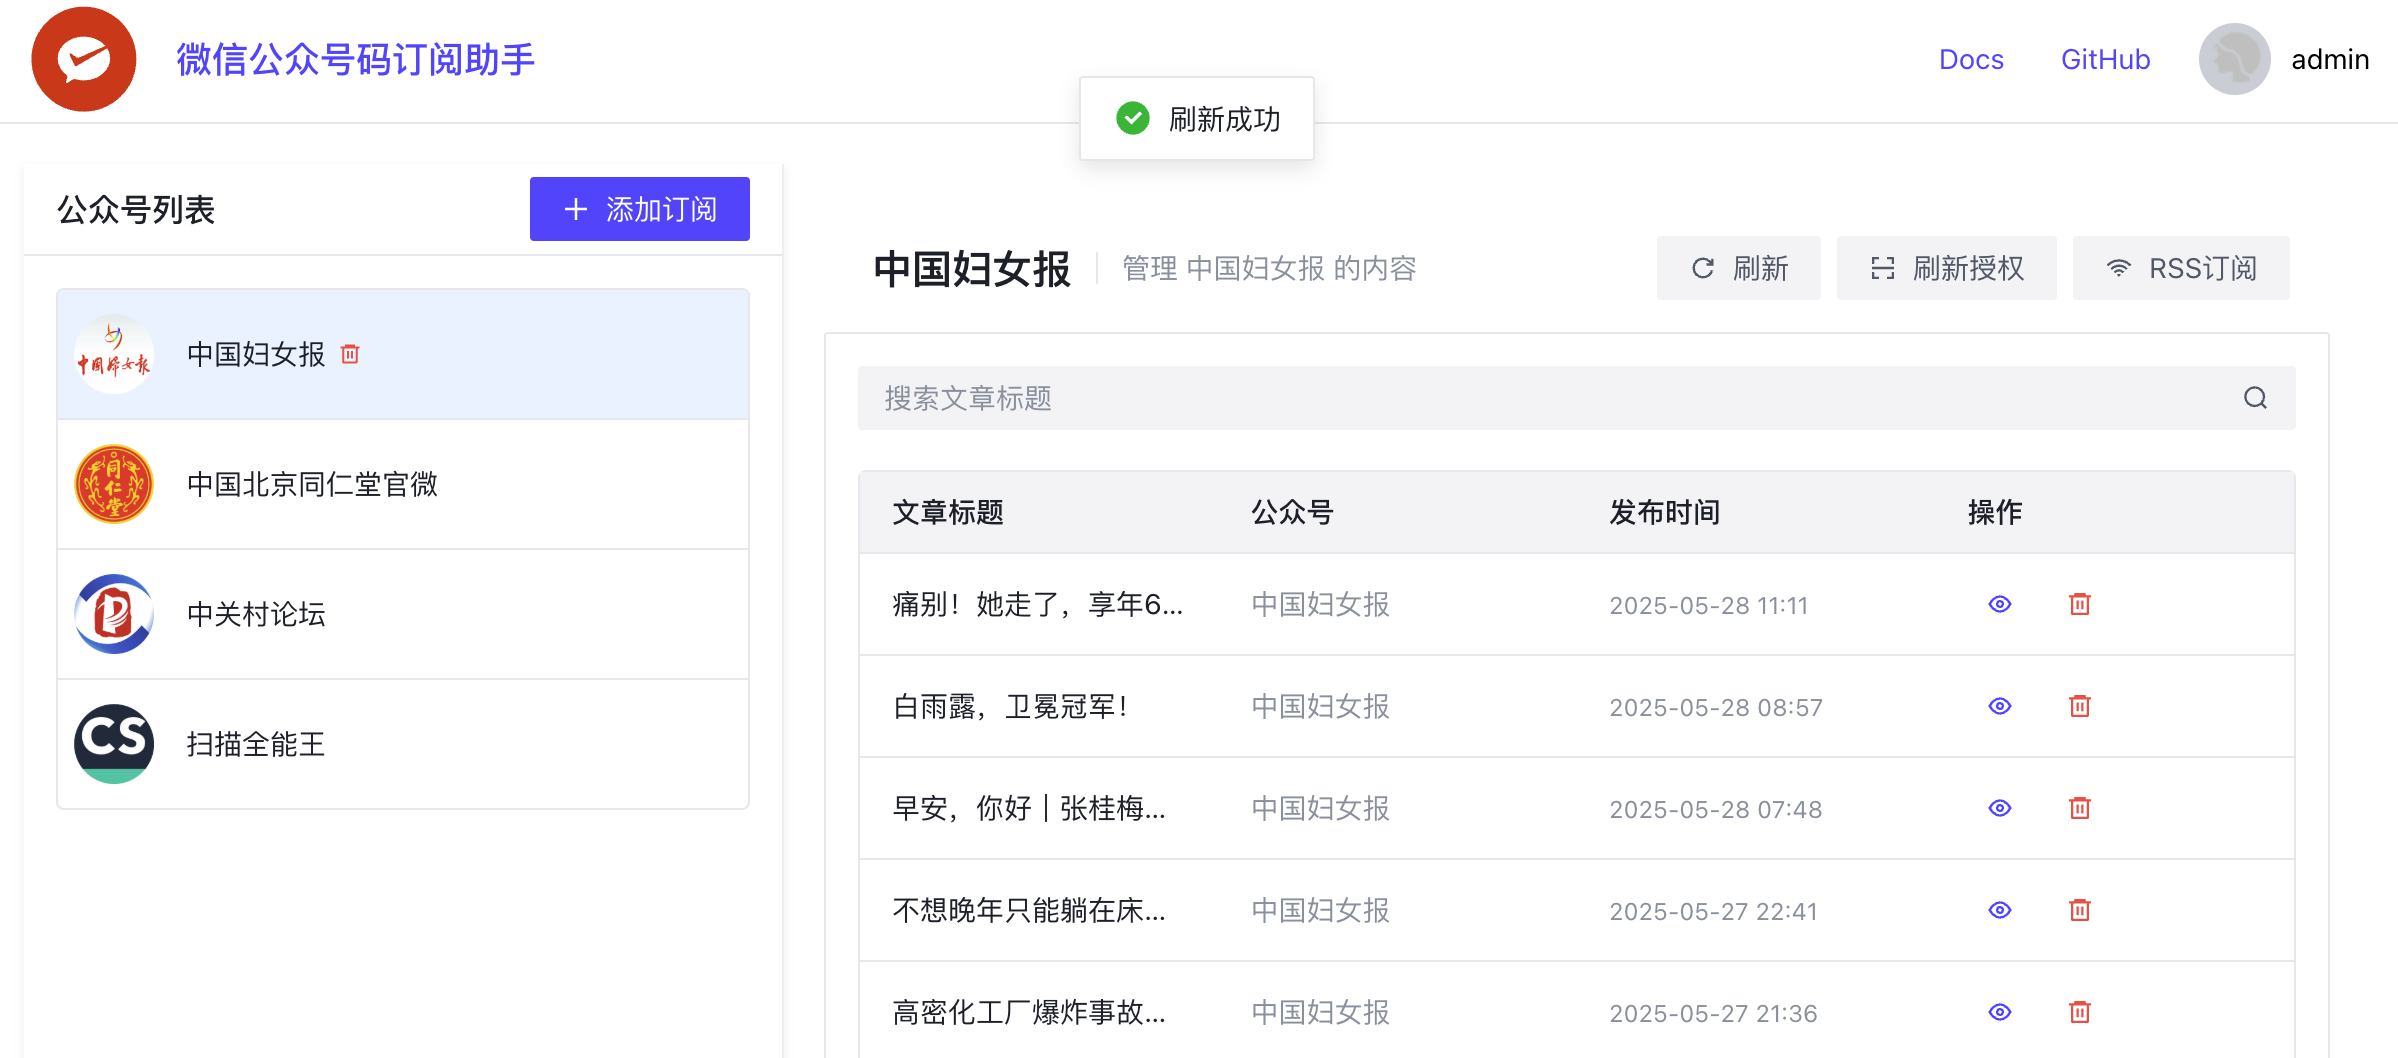 微信公众号码订阅助手
Docs GitHub admin
刷新成功
公众号列表
添加订阅
中国妇女报
中国妇女报
同仁堂
中国北京同仁堂官微
中关村论坛
CS
扫描全能王
中国妇女报 管理 中国妇女报 的内容
刷新 刷新授权 RSS订阅
搜索文章标题
文章标题 公众号 发布时间 操作
痛别！她走了，享年6... 中国妇女报 2025-05-28 11:11
白雨露，卫冕冠军！ 中国妇女报 2025-05-28 08:57
早安，你好｜张桂梅... 中国妇女报 2025-05-28 07:48
不想晚年只能躺在床... 中国妇女报 2025-05-27 22:41
高密化工厂爆炸事故... 中国妇女报 2025-05-27 21:36